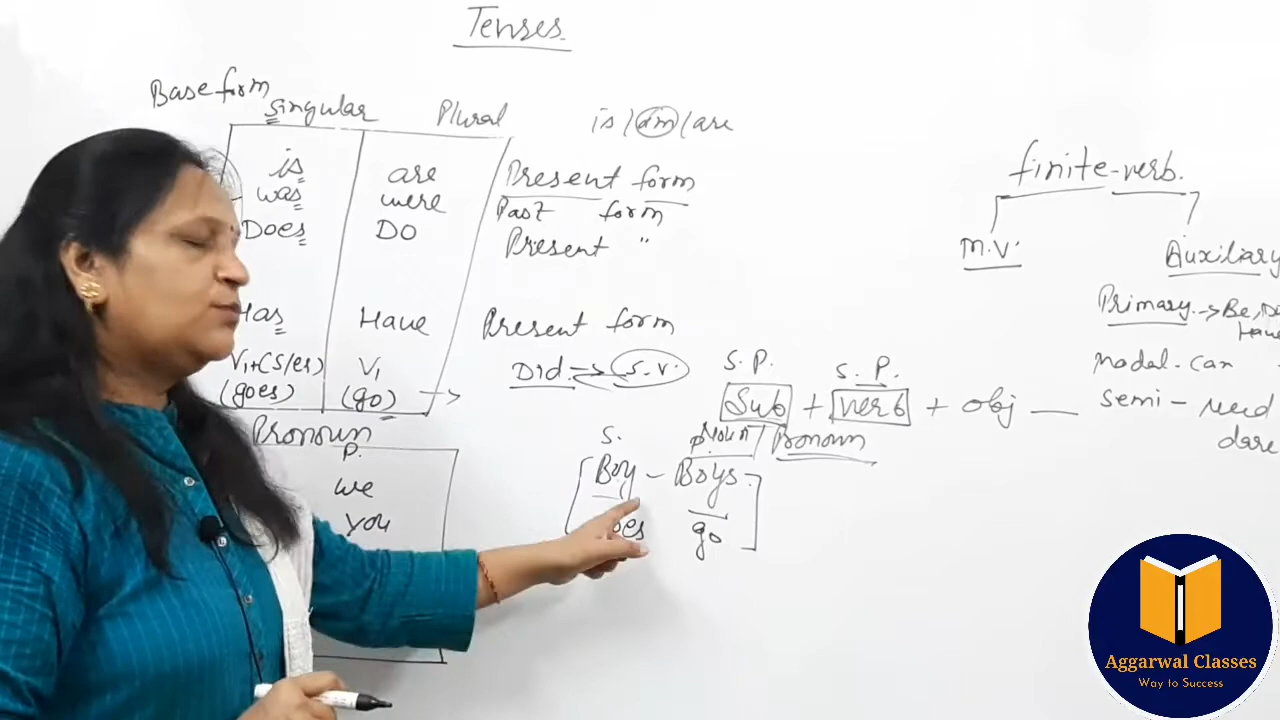 Tenses
Base form
Singular Plural is / am / are
is are Present form
was were Past form
Does Do Present "
Has Have Present form
V₁+(s/es) V₁
(goes) (go) →
Did ⇒ S.V.
S. P. S. P.
Sub + verb + obj —
Noun / Pronoun
S.
Boy – Boys
go
Pronoun
P.
we
you
finite-verb.
M.V. Auxiliary
Primary → Be, Do
Have
Modal - can
Semi - need
dare
Aggarwal Classes
Way to Success